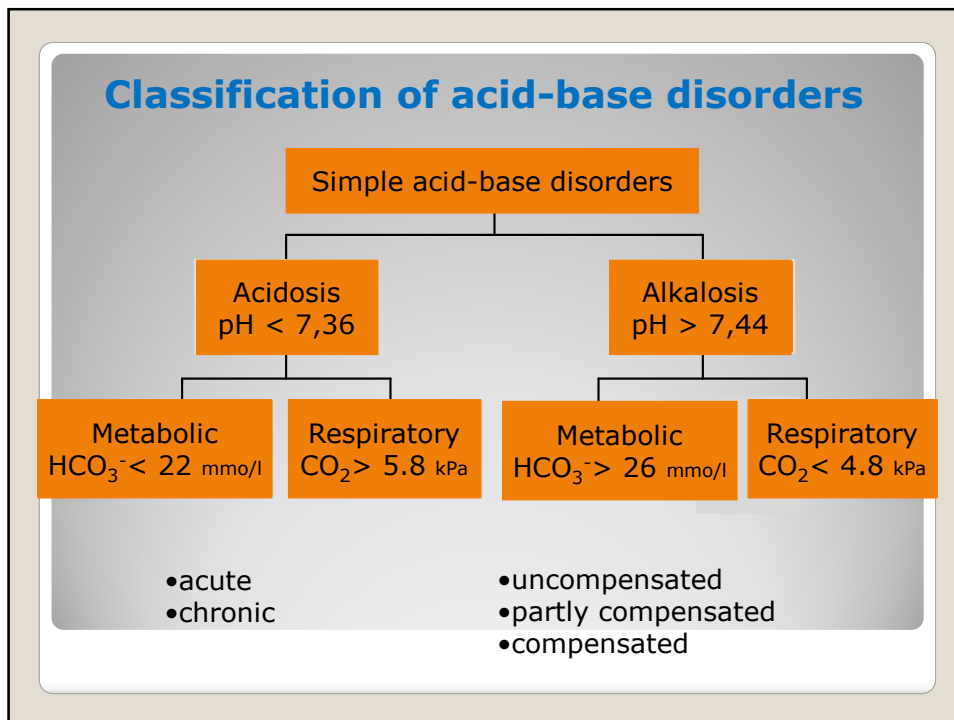 Classification of acid-base disorders
Simple acid-base disorders
Acidosis
pH < 7,36
Alkalosis
pH > 7,44
Metabolic
HCO₃⁻< 22 mmo/l
Respiratory
CO₂> 5.8 kPa
Metabolic
HCO₃⁻> 26 mmo/l
Respiratory
CO₂< 4.8 kPa
•acute
•chronic
•uncompensated
•partly compensated
•compensated